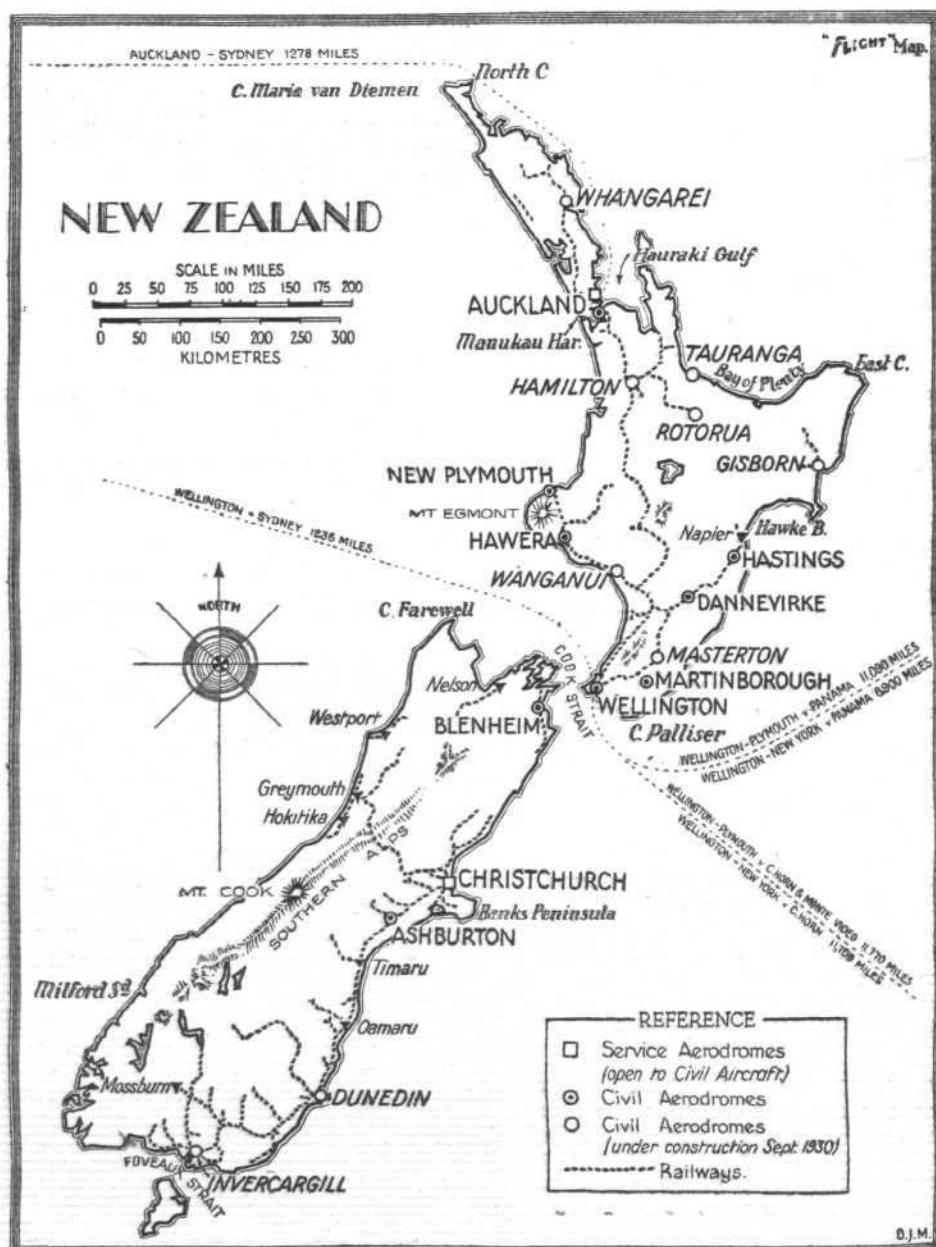 AUCKLAND - SYDNEY 1278 MILES
"FLIGHT" Map.
North C
C. Maria van Diemen
NEW ZEALAND
SCALE IN MILES
0 25 50 75 100 125 150 175 200
0 50 100 150 200 250 300
KILOMETRES
WHANGAREI
Hauraki Gulf
AUCKLAND
Manukau Har.
TAURANGA
Bay of Plenty
East C.
HAMILTON
ROTORUA
GISBORN
NEW PLYMOUTH
MT EGMONT
WELLINGTON - SYDNEY 1236 MILES
HAWERA
Napier
Hawke B.
HASTINGS
WANGANUI
DANNEVIRKE
NORTH
C. Farewell
COOK STRAIT
MASTERTON
MARTINBOROUGH
Nelson
WELLINGTON
Westport
BLENHEIM
C. Palliser
WELLINGTON-PLYMOUTH v PANAMA 11,090 MILES
WELLINGTON-NEW YORK v PANAMA 8,900 MILES
Greymouth
Hokitika
WELLINGTON-PLYMOUTH v C.HORN & MONTE VIDEO 11,770 MILES
WELLINGTON-NEW YORK v C.HORN 11,709 MILES
MT. COOK
SOUTHERN ALPS
CHRISTCHURCH
Banks Peninsula
ASHBURTON
Timaru
Milford Sd
Oamaru
Mossburn
DUNEDIN
FOVEAUX STRAIT
INVERCARGILL
REFERENCE
Service Aerodromes
(open to Civil Aircraft)
Civil Aerodromes
Civil Aerodromes
(under construction Sept. 1930)
Railways.
D.J.M.